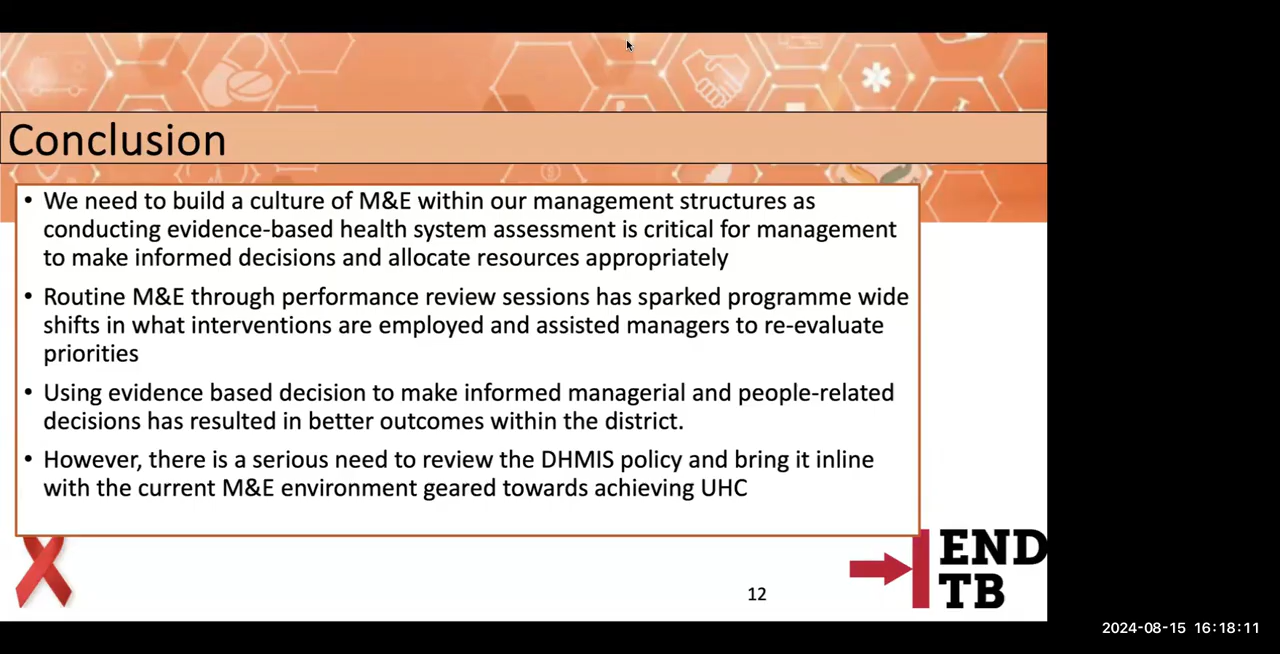 Conclusion
• We need to build a culture of M&E within our management structures as
conducting evidence-based health system assessment is critical for management
to make informed decisions and allocate resources appropriately
• Routine M&E through performance review sessions has sparked programme wide
shifts in what interventions are employed and assisted managers to re-evaluate
priorities
• Using evidence based decision to make informed managerial and people-related
decisions has resulted in better outcomes within the district.
• However, there is a serious need to review the DHMIS policy and bring it inline
with the current M&E environment geared towards achieving UHC
END
TB
12
2024-08-15 16:18:11